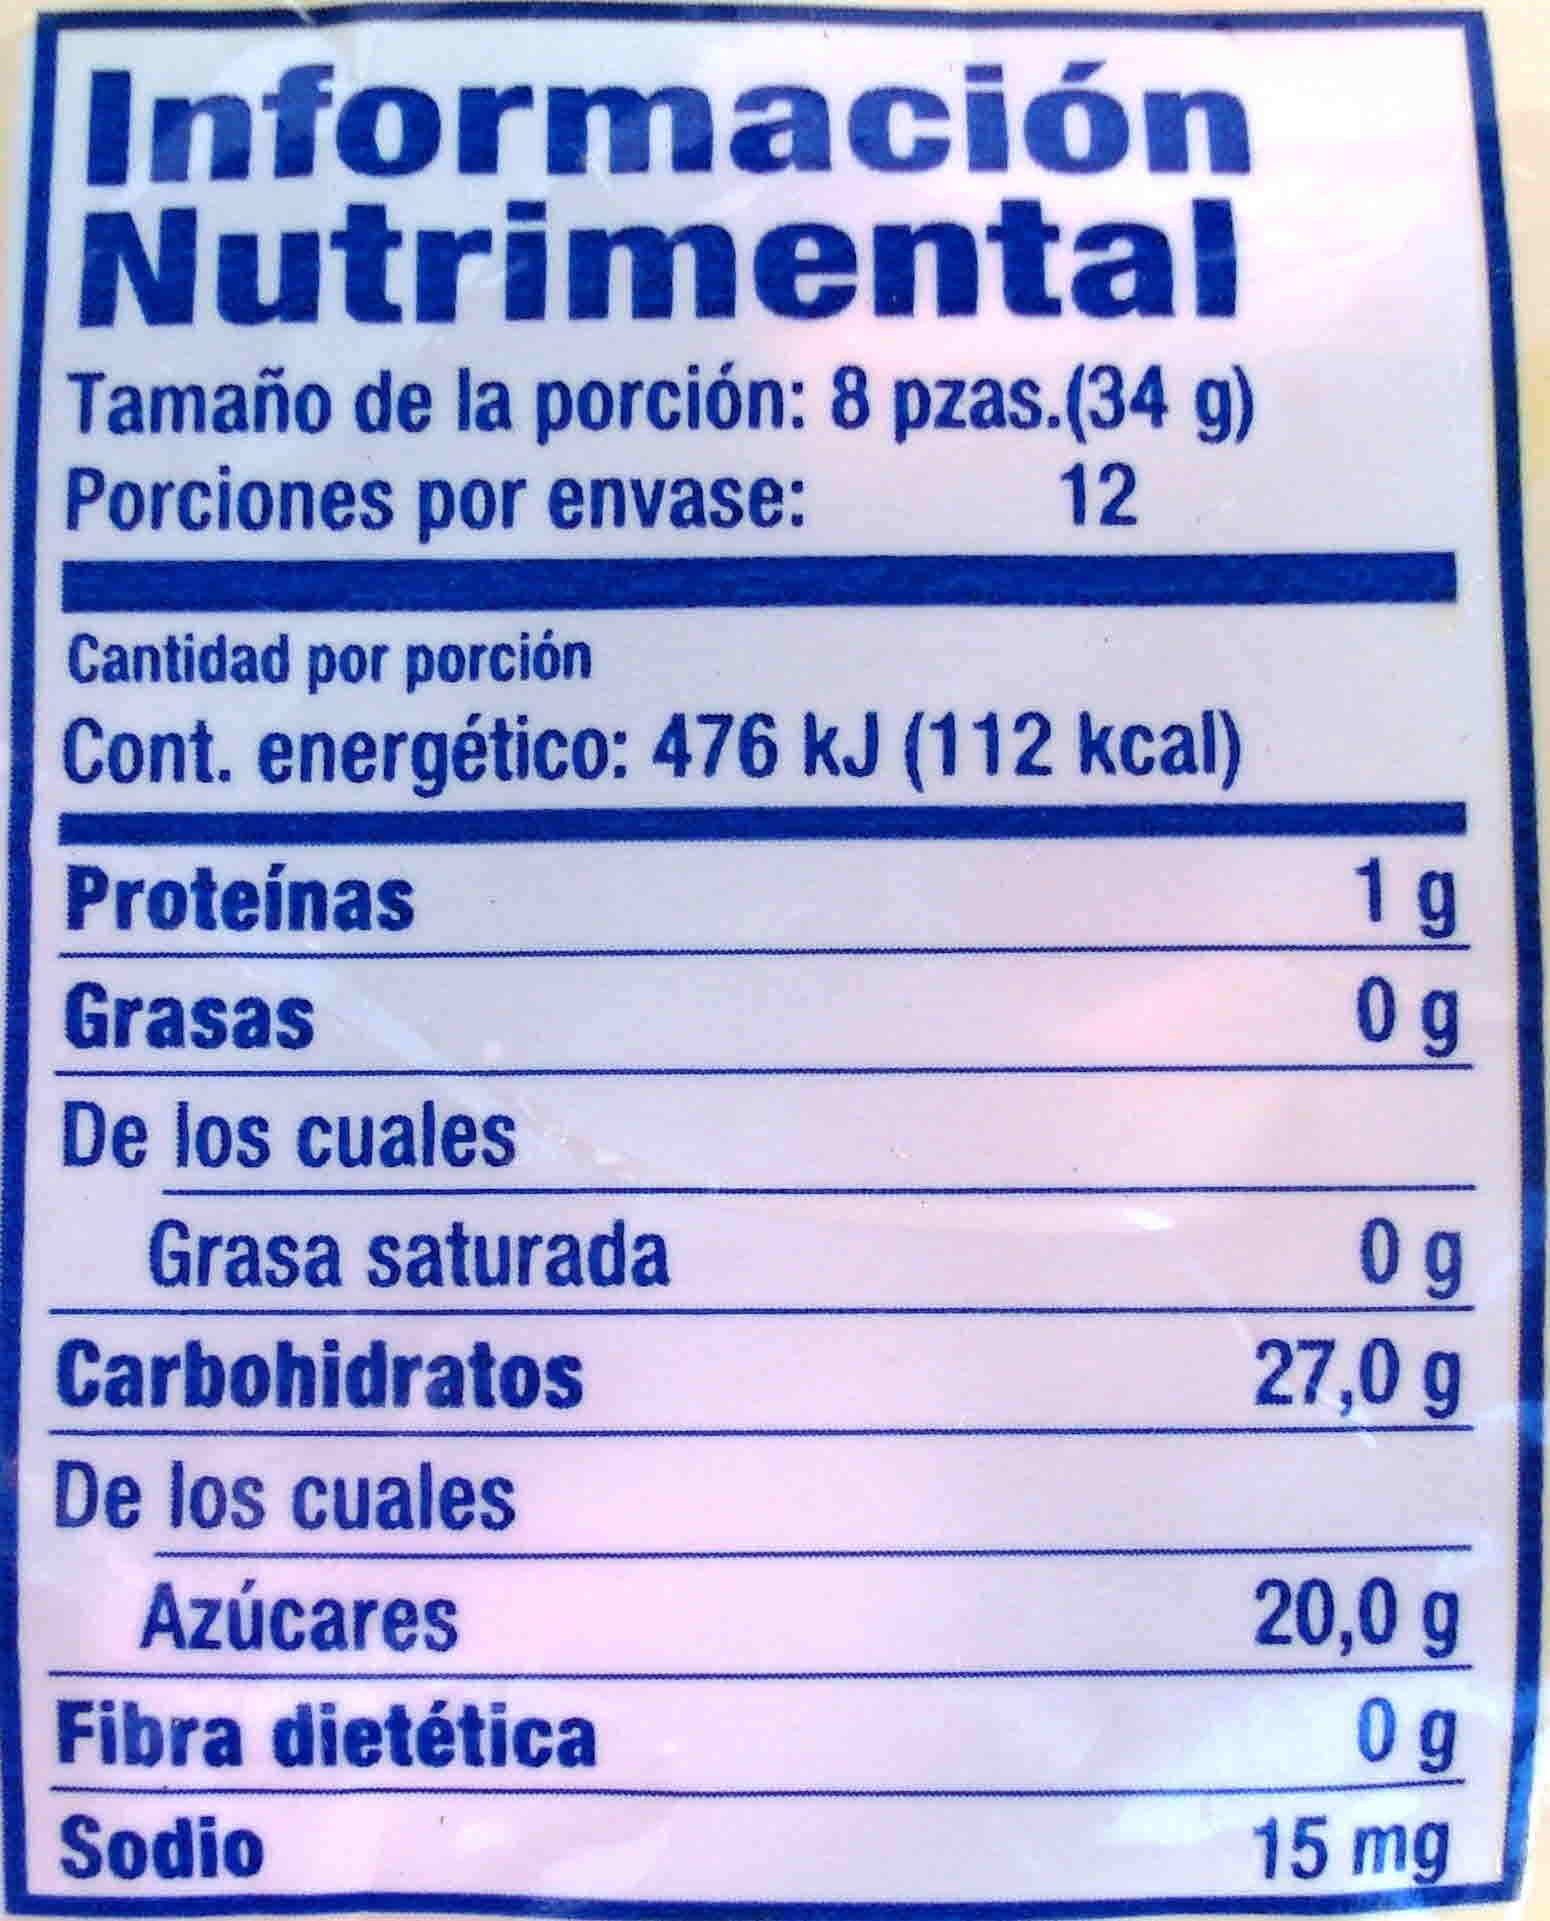 Información
Nutrimental
Tamaño de la porción: 8 pzas.(34 g)
Porciones por envase: 12
Cantidad por porción
Cont. energético: 476 kJ (112 kcal)
Proteínas 1 g
Grasas 0 g
De los cuales
Grasa saturada 0 g
Carbohidratos 27,0 g
De los cuales
Azúcares 20,0 g
Fibra dietética 0 g
Sodio 15 mg